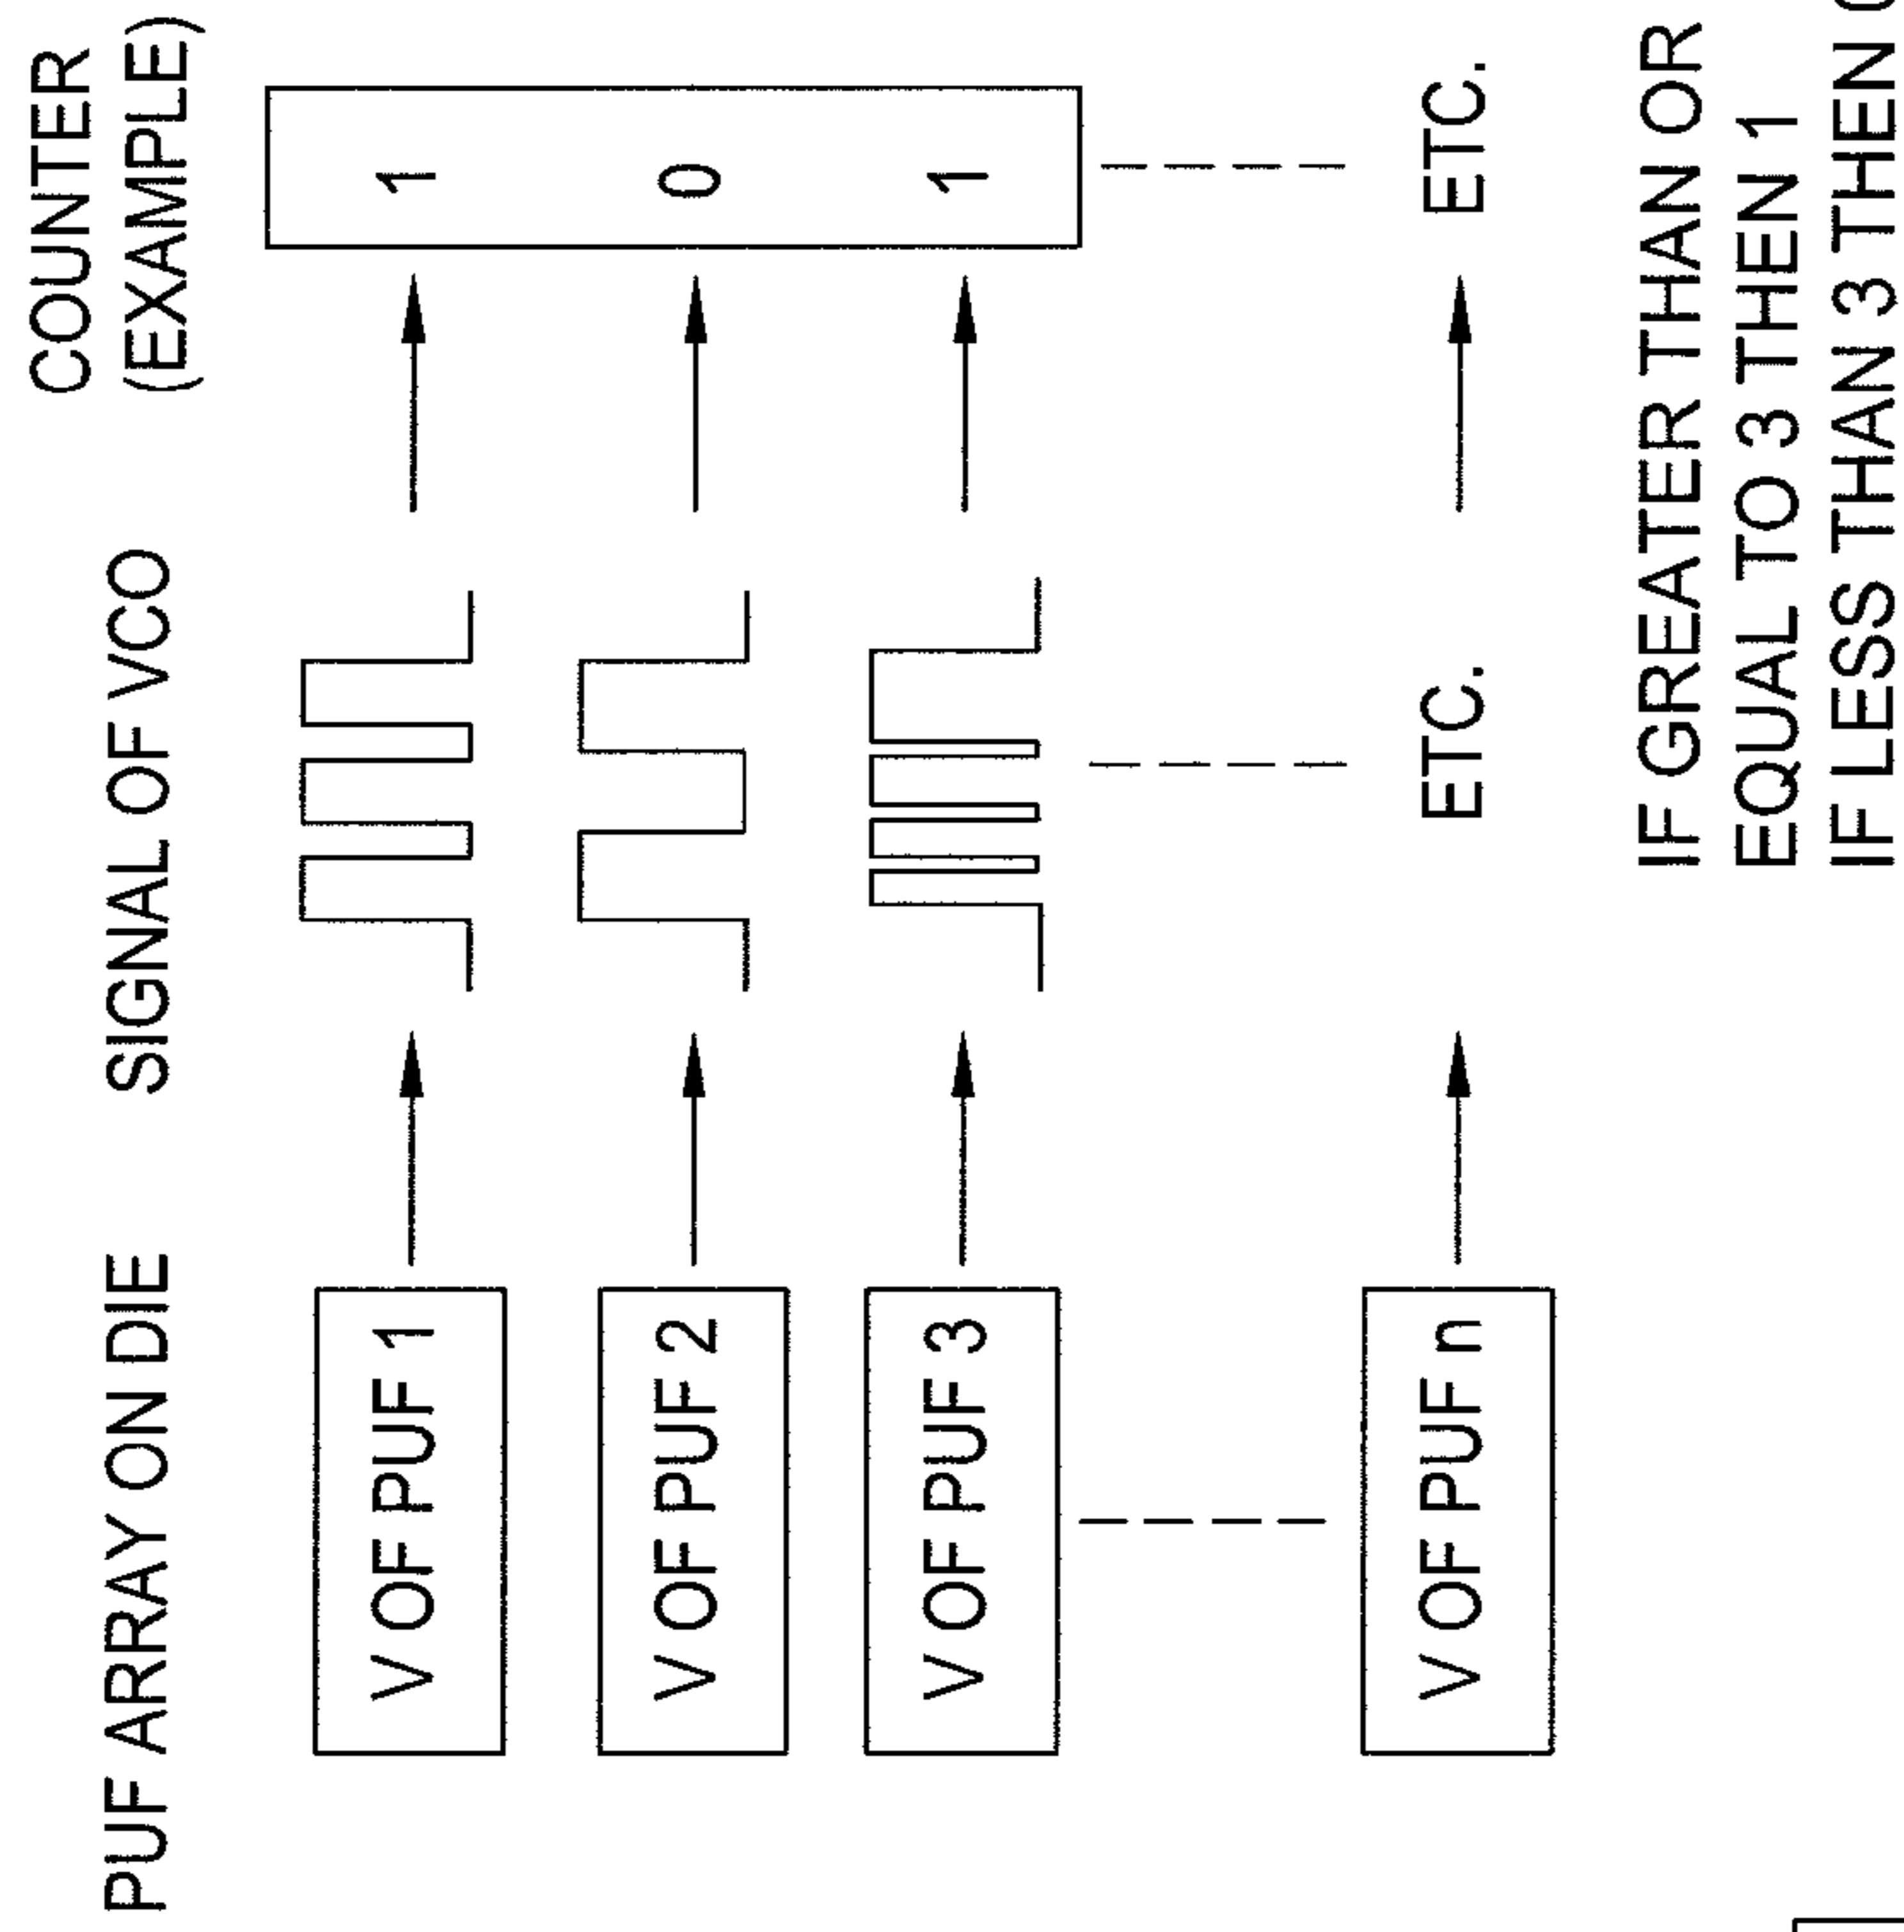 COUNTER
(EXAMPLE)
PUF ARRAY ON DIE
SIGNAL OF VCO
V OF PUF 1
1
V OF PUF 2
0
V OF PUF 3
1
V OF PUF n
ETC.
ETC.
IF GREATER THAN OR
EQUAL TO 3 THEN 1
IF LESS THAN 3 THEN